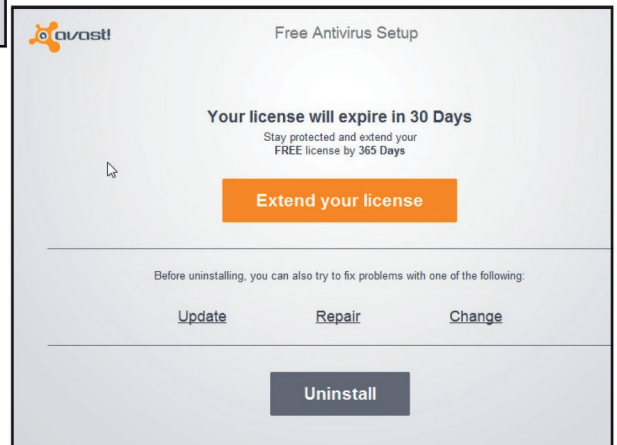 avast!
Free Antivirus Setup
Your license will expire in 30 Days
Stay protected and extend your
FREE license by 365 Days
Extend your license
Before uninstalling, you can also try to fix problems with one of the following:
Update Repair Change
Uninstall